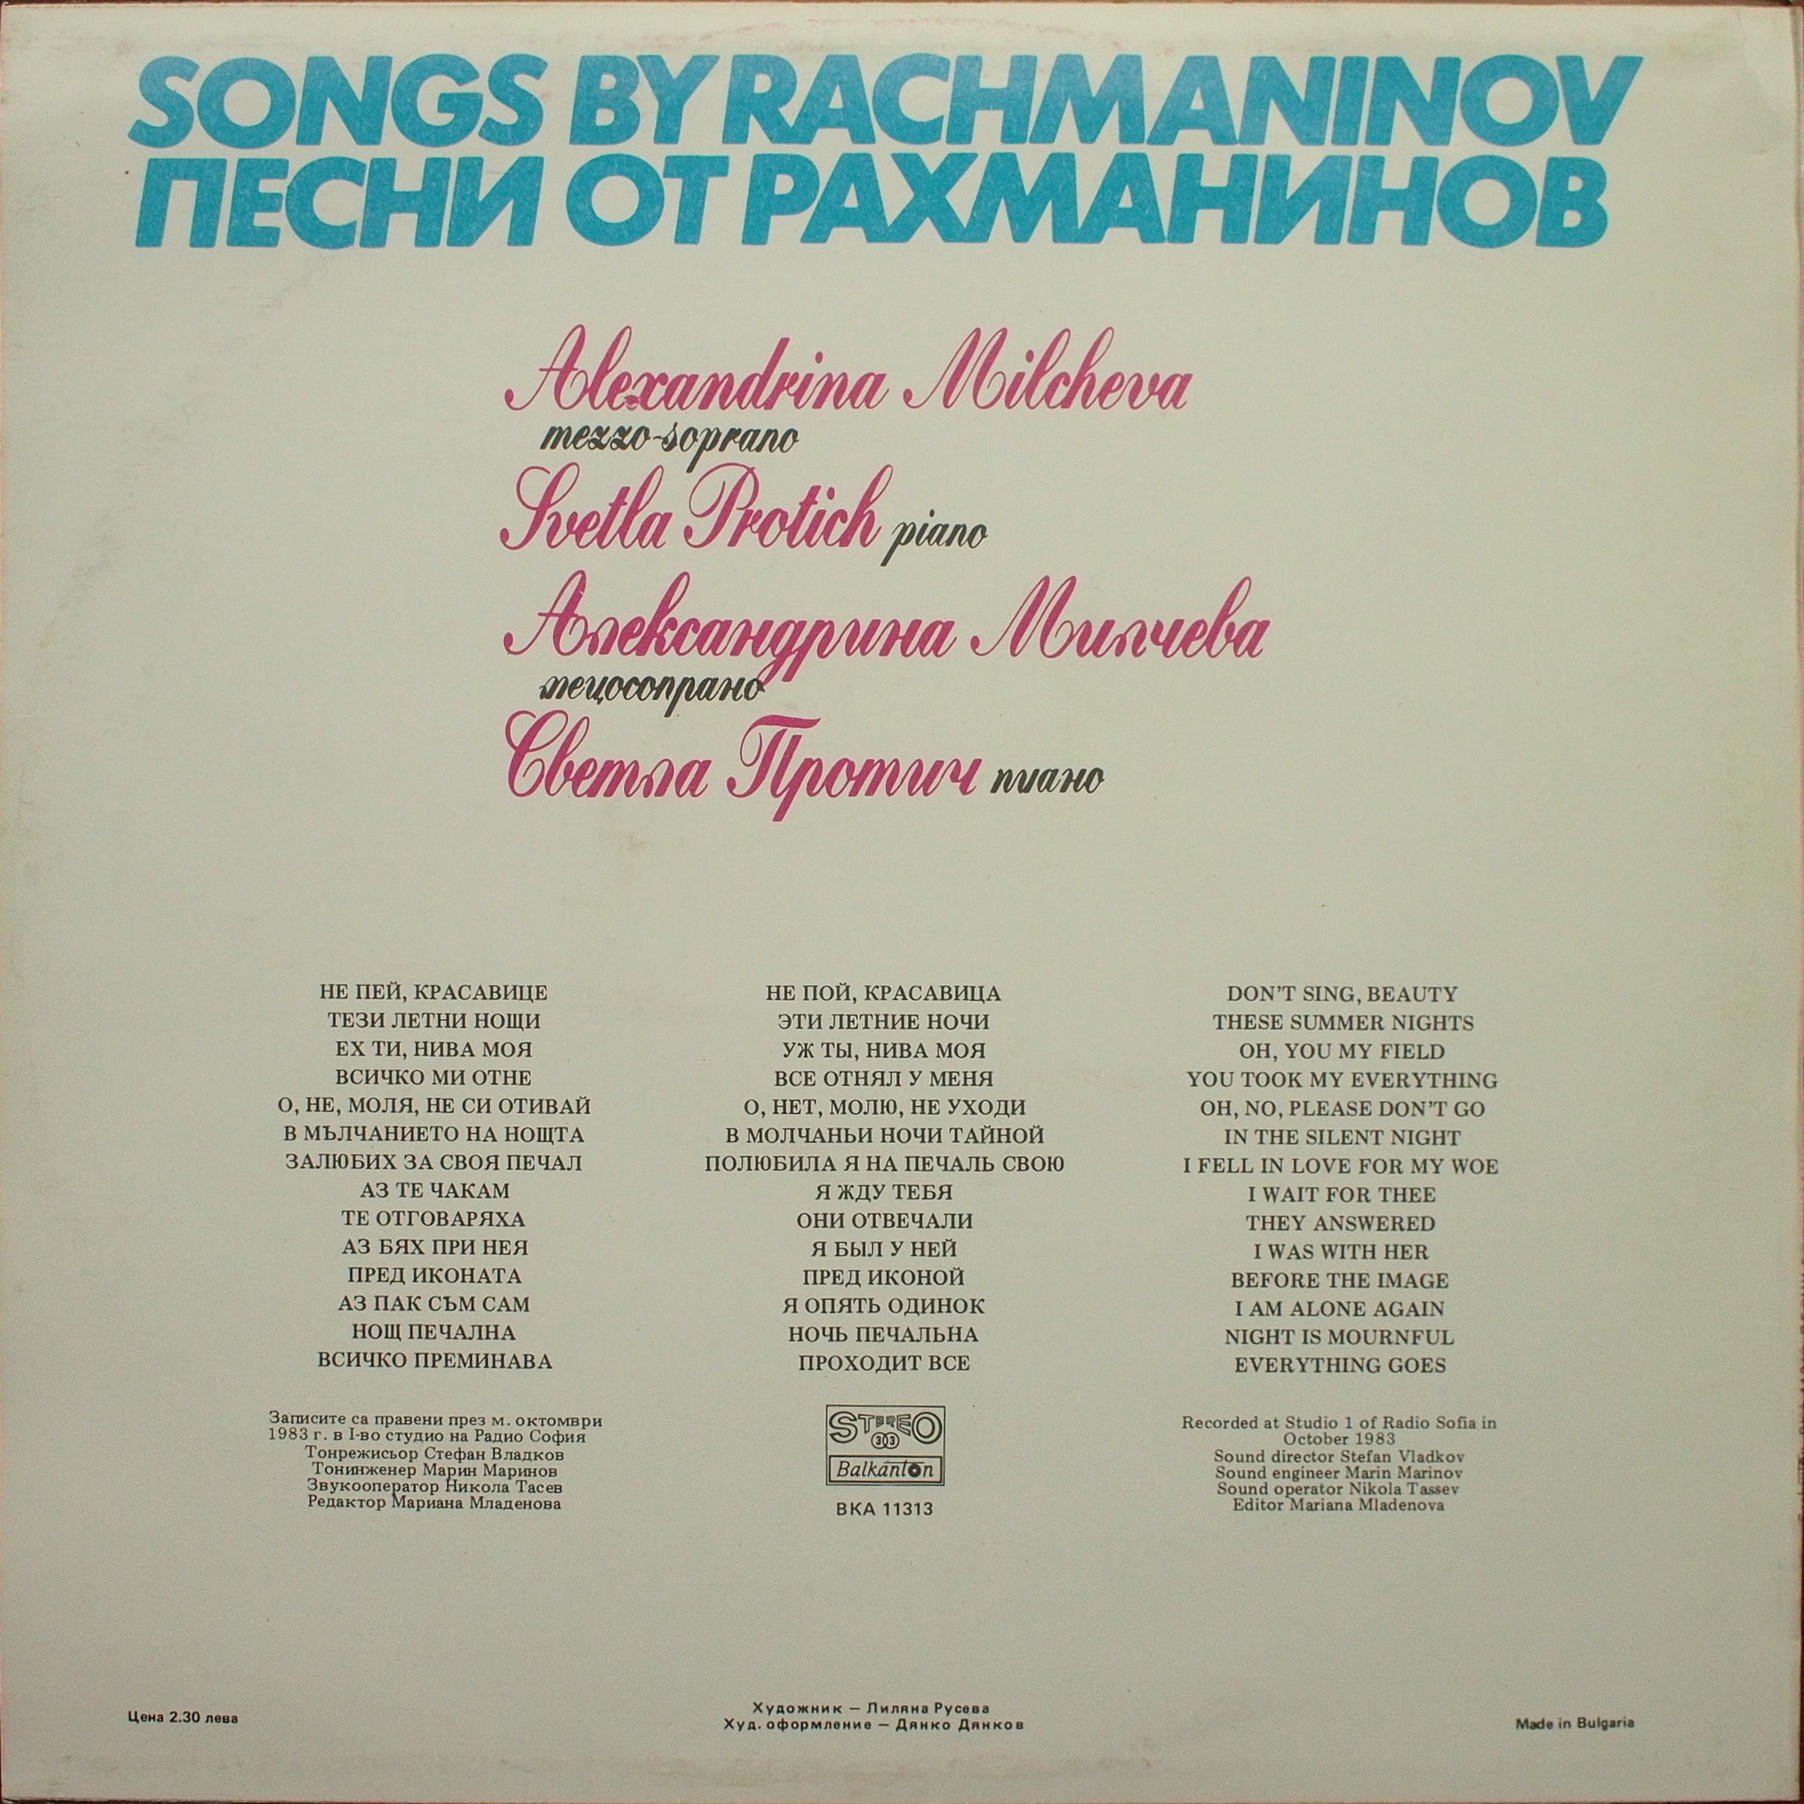 SONGS BY RACHMANINOV
ПЕСНИ ОТ РАХМАНИНОВ
Alexandrina Milcheva
mezzo-soprano
Svetla Protich piano
Александрина Милчева
мецосопрано
Светла Протич пиано
НЕ ПЕЙ, КРАСАВИЦЕ
ТЕЗИ ЛЕТНИ НОЩИ
ЕХ ТИ, НИВА МОЯ
ВСИЧКО МИ ОТНЕ
О, НЕ, МОЛЯ, НЕ СИ ОТИВАЙ
В МЪЛЧАНИЕТО НА НОЩТА
ЗАЛЮБИХ ЗА СВОЯ ПЕЧАЛ
АЗ ТЕ ЧАКАМ
ТЕ ОТГОВАРЯХА
АЗ БЯХ ПРИ НЕЯ
ПРЕД ИКОНАТА
АЗ ПАК СЪМ САМ
НОЩ ПЕЧАЛНА
ВСИЧКО ПРЕМИНАВА
НЕ ПОЙ, КРАСАВИЦА
ЭТИ ЛЕТНИЕ НОЧИ
УЖ ТЫ, НИВА МОЯ
ВСЕ ОТНЯЛ У МЕНЯ
О, НЕТ, МОЛЮ, НЕ УХОДИ
В МОЛЧАНЬИ НОЧИ ТАЙНОЙ
ПОЛЮБИЛА Я НА ПЕЧАЛЬ СВОЮ
Я ЖДУ ТЕБЯ
ОНИ ОТВЕЧАЛИ
Я БЫЛ У НЕЙ
ПРЕД ИКОНОЙ
Я ОПЯТЬ ОДИНОК
НОЧЬ ПЕЧАЛЬНА
ПРОХОДИТ ВСЕ
DON'T SING, BEAUTY
THESE SUMMER NIGHTS
OH, YOU MY FIELD
YOU TOOK MY EVERYTHING
OH, NO, PLEASE DON'T GO
IN THE SILENT NIGHT
I FELL IN LOVE FOR MY WOE
I WAIT FOR THEE
THEY ANSWERED
I WAS WITH HER
BEFORE THE IMAGE
I AM ALONE AGAIN
NIGHT IS MOURNFUL
EVERYTHING GOES
Записите са правени през м. октомври
1983 г. в I-во студио на Радио София
Тонрежисьор Стефан Владков
Тонинженер Марин Маринов
Звукооператор Никола Тасев
Редактор Мариана Младенова
STEREO
303
Balkanton
ВКА 11313
Recorded at Studio 1 of Radio Sofia in
October 1983
Sound director Stefan Vladkov
Sound engineer Marin Marinov
Sound operator Nikola Tassev
Editor Mariana Mladenova
Цена 2.30 лева
Художник — Лиляна Русева
Худ. оформление — Дянко Дянков
Made in Bulgaria